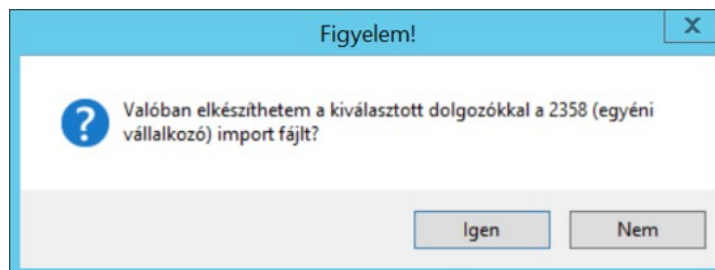 Figyelem!
X
Valóban elkészíthetem a kiválasztott dolgozókkal a 2358 (egyéni
vállalkozó) import fájlt?
Igen
Nem